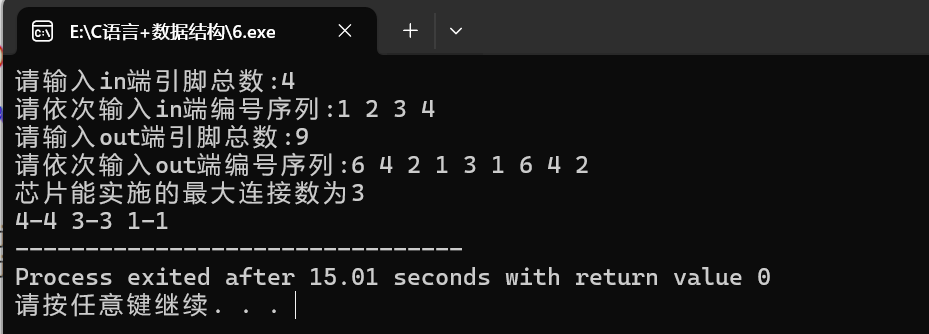 E:\C语言+数据结构\6.exe
请输入in端引脚总数:4
请依次输入in端编号序列:1 2 3 4
请输入out端引脚总数:9
请依次输入out端编号序列:6 4 2 1 3 1 6 4 2
芯片能实施的最大连接数为3
4-4 3-3 1-1
--------------------------------
Process exited after 15.01 seconds with return value 0
请按任意键继续. . .